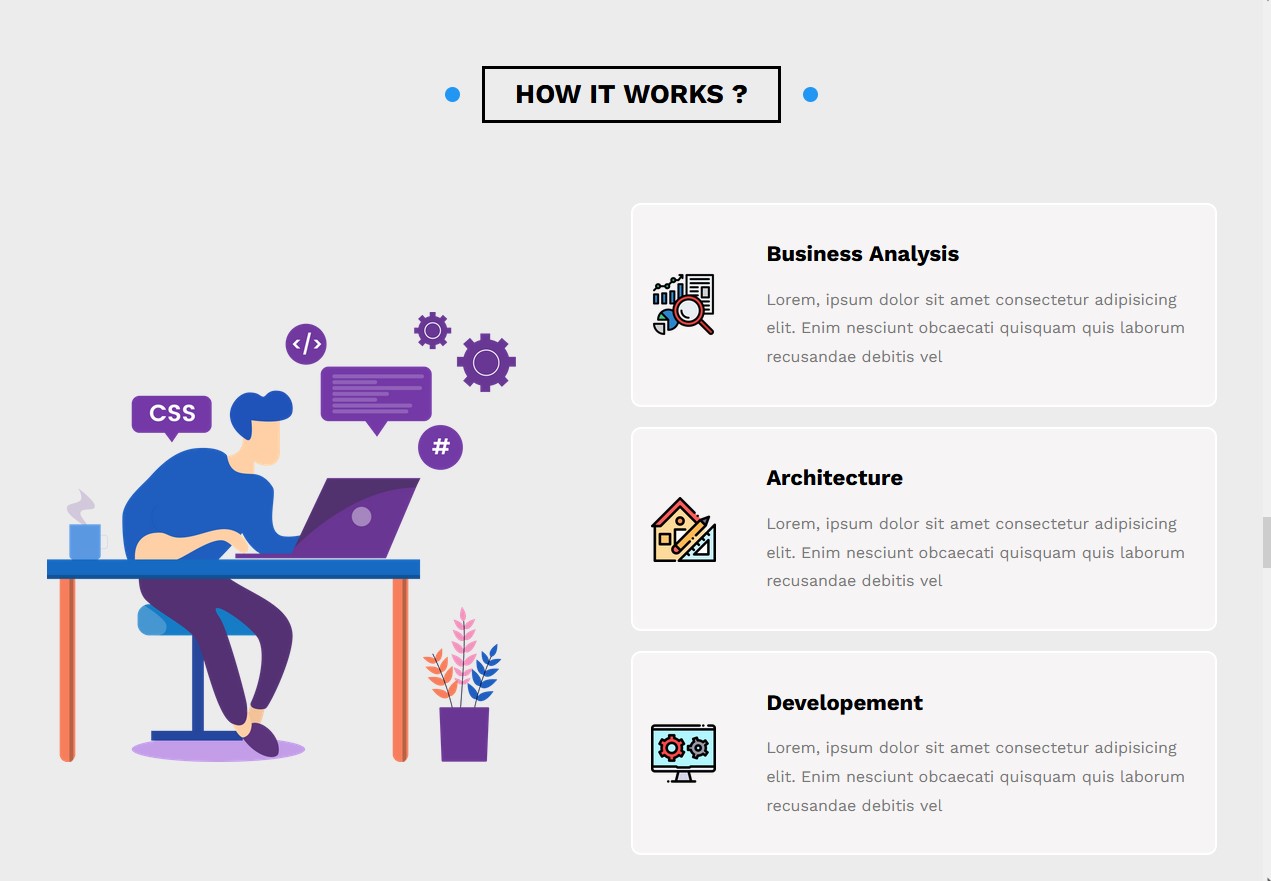 HOW IT WORKS ?
</>
CSS
#
Business Analysis
Lorem, ipsum dolor sit amet consectetur adipisicing
elit. Enim nesciunt obcaecati quisquam quis laborum
recusandae debitis vel
Architecture
Lorem, ipsum dolor sit amet consectetur adipisicing
elit. Enim nesciunt obcaecati quisquam quis laborum
recusandae debitis vel
Developement
Lorem, ipsum dolor sit amet consectetur adipisicing
elit. Enim nesciunt obcaecati quisquam quis laborum
recusandae debitis vel